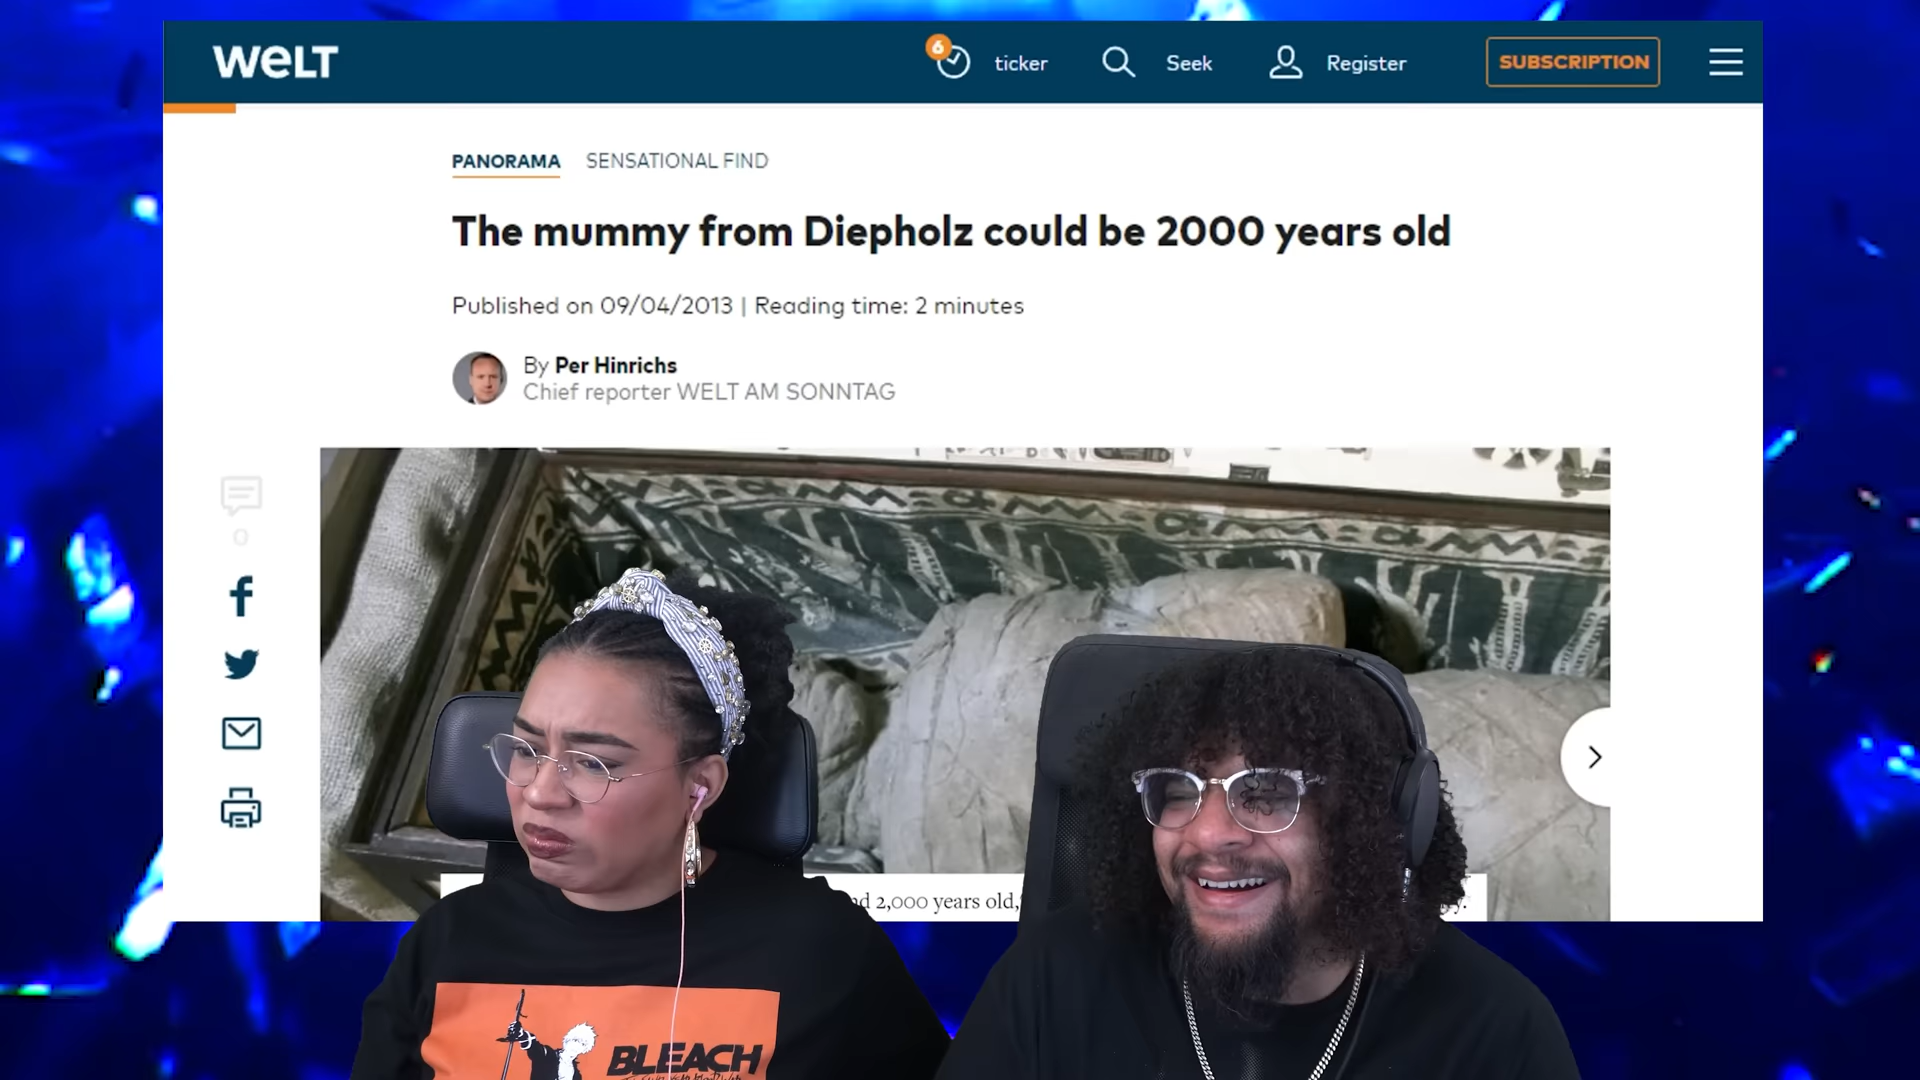 WELT
6
ticker
Seek
Register
SUBSCRIPTION
PANORAMA SENSATIONAL FIND
The mummy from Diepholz could be 2000 years old
Published on 09/04/2013 | Reading time: 2 minutes
By Per Hinrichs
Chief reporter WELT AM SONNTAG
0
2,000 years old,
BLEACH